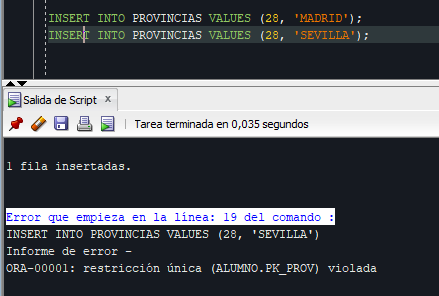 INSERT INTO PROVINCIAS VALUES (28, 'MADRID');
INSERT INTO PROVINCIAS VALUES (28, 'SEVILLA');
Salida de Script x
Tarea terminada en 0,035 segundos
1 fila insertadas.
Error que empieza en la línea: 19 del comando :
INSERT INTO PROVINCIAS VALUES (28, 'SEVILLA')
Informe de error -
ORA-00001: restricción única (ALUMNO.PK_PROV) violada